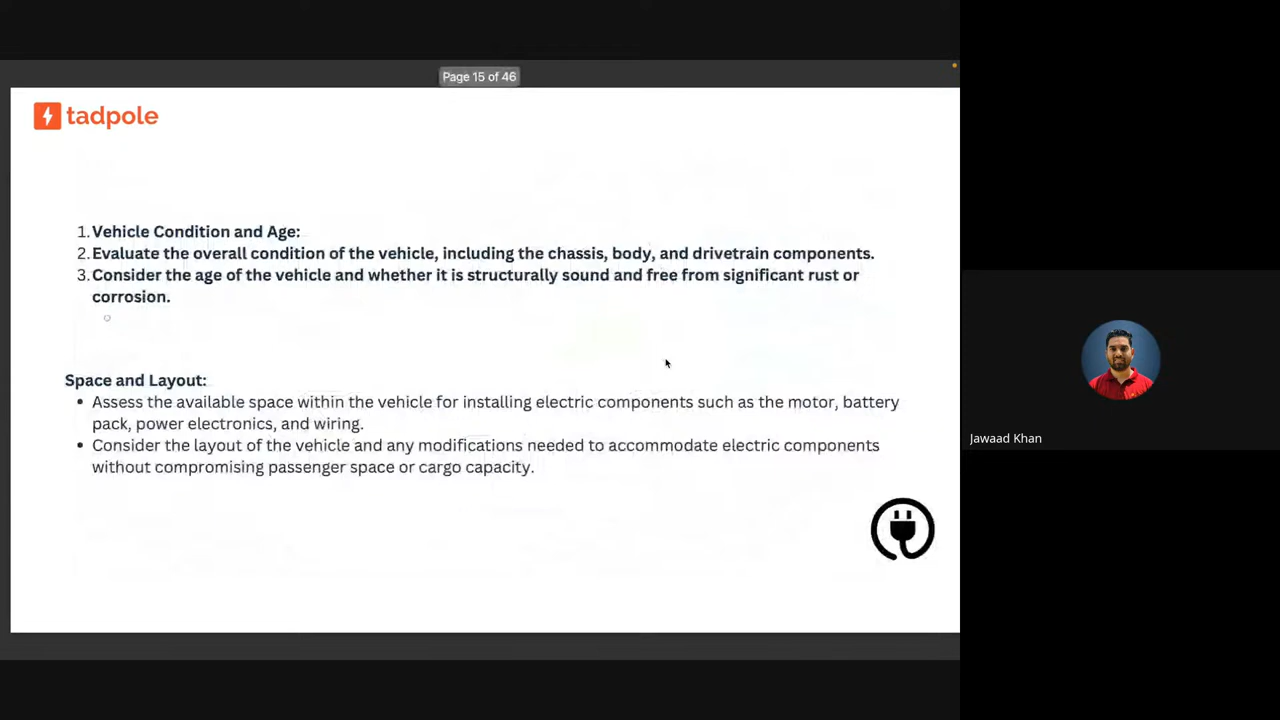 Page 15 of 46
tadpole
1. Vehicle Condition and Age:
2. Evaluate the overall condition of the vehicle, including the chassis, body, and drivetrain components.
3. Consider the age of the vehicle and whether it is structurally sound and free from significant rust or
corrosion.
Space and Layout:
• Assess the available space within the vehicle for installing electric components such as the motor, battery
pack, power electronics, and wiring.
• Consider the layout of the vehicle and any modifications needed to accommodate electric components
without compromising passenger space or cargo capacity.
Jawaad Khan